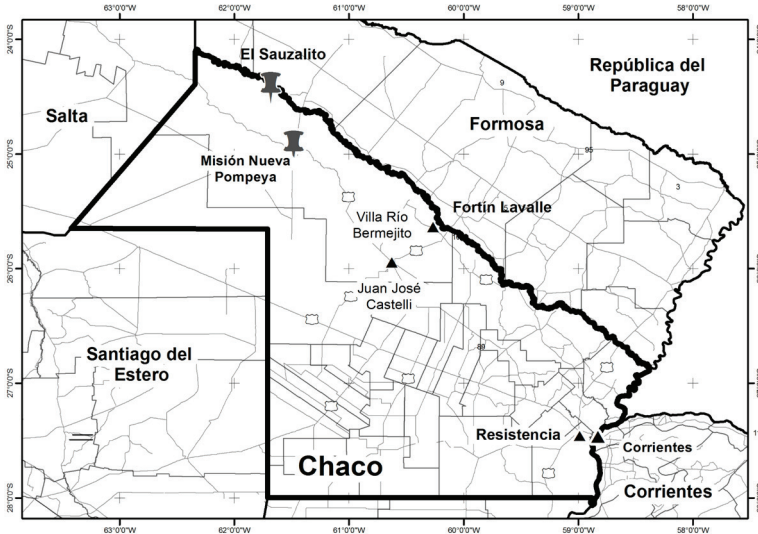 63°0'0"W 62°0'0"W 61°0'0"W 60°0'0"W 59°0'0"W 58°0'0"W
24°0'0"S
El Sauzalito
República del
Paraguay
9
Salta
Formosa
95
25°0'0"S
Misión Nueva
Pompeya
3
Villa Río
Bermejito
Fortín Lavalle
26°0'0"S
Juan José
Castelli
Santiago del
Estero
89
27°0'0"S
Resistencia
Corrientes
Chaco
Corrientes
28°0'0"S
63°0'0"W 62°0'0"W 61°0'0"W 60°0'0"W 59°0'0"W 58°0'0"W